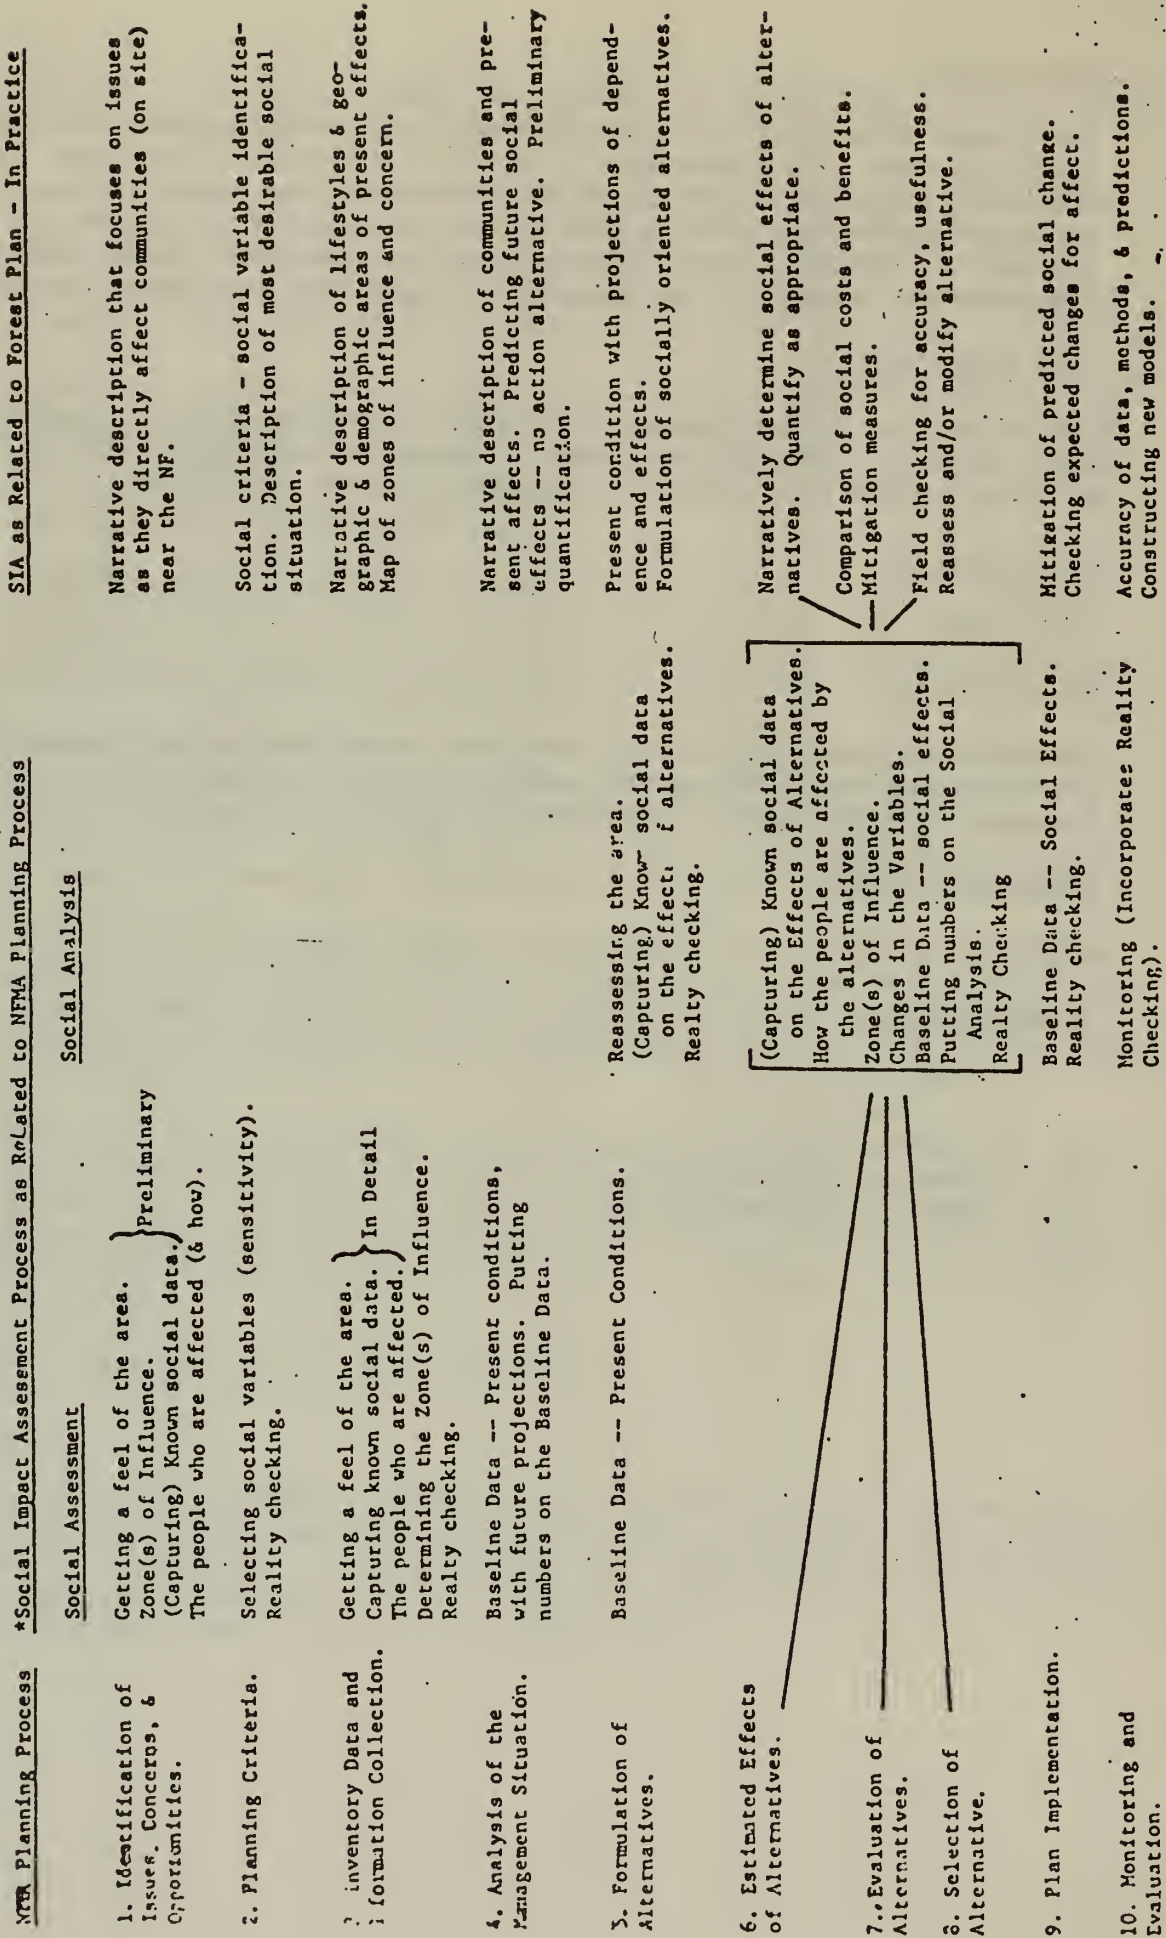 Planning Process
*Social Impact Assesement Process as Related to NFMA Planning Process
SIA as Related to Forest Plan - In Practice
Social Assessment
Social Analysis
1. Identification of
Issues, Concerns, &
Opportunities.
Getting a feel of the area.
Zone(s) of Influence.
(Capturing) Known social data.
The people who are affected (& how).
}Preliminary
Narrative description that focuses on issues
as they directly affect communities (on site)
near the NF.
2. Planning Criteria.
Selecting social variables (sensitivity).
Reality checking.
Social criteria - social variable identifica-
tion. Description of most desirable social
situation.
inventory Data and
formation Collection.
Getting a feel of the area.
Capturing known social data.
The people who are affected.
} In Detail
Determining the Zone(s) of Influence.
Realty checking.
Narrative description of lifestyles & geo-
graphic & demographic areas of present effects.
Map of zones of influence and concern.
4. Analysis of the
Management Situation.
Baseline Data -- Present conditions,
with future projections. Putting
numbers on the Baseline Data.
Narrative description of communities and pre-
sent affects. Predicting future social
effects -- no action alternative. Preliminary
quantification.
5. Formulation of
Alternatives.
Baseline Data -- Present Conditions.
Reassessing the area.
(Capturing) Know social data
on the effect alternatives.
Realty checking.
Present condition with projections of depend-
ence and effects.
Formulation of socially oriented alternatives.
6. Estimated Effects
of Alternatives.
7. Evaluation of
Alternatives.
8. Selection of
Alternative.
(Capturing) Known social data
on the Effects of Alternatives.
How the people are affected by
the alternatives.
Zone(s) of Influence.
Changes in the Variables.
Baseline Data -- social effects.
Putting numbers on the Social
Analysis.
Realty Checking
Narratively determine social effects of alter-
natives. Quantify as appropriate.
Comparison of social costs and benefits.
Mitigation measures.
Field checking for accuracy, usefulness.
Reassess and/or modify alternative.
9. Plan Implementation.
Baseline Data -- Social Effects.
Reality checking.
Mitigation of predicted social change.
Checking expected changes for affect.
10. Monitoring and
Evaluation.
Monitoring (Incorporates Reality
Checking).
Accuracy of data, methods, & predictions.
Constructing new models.